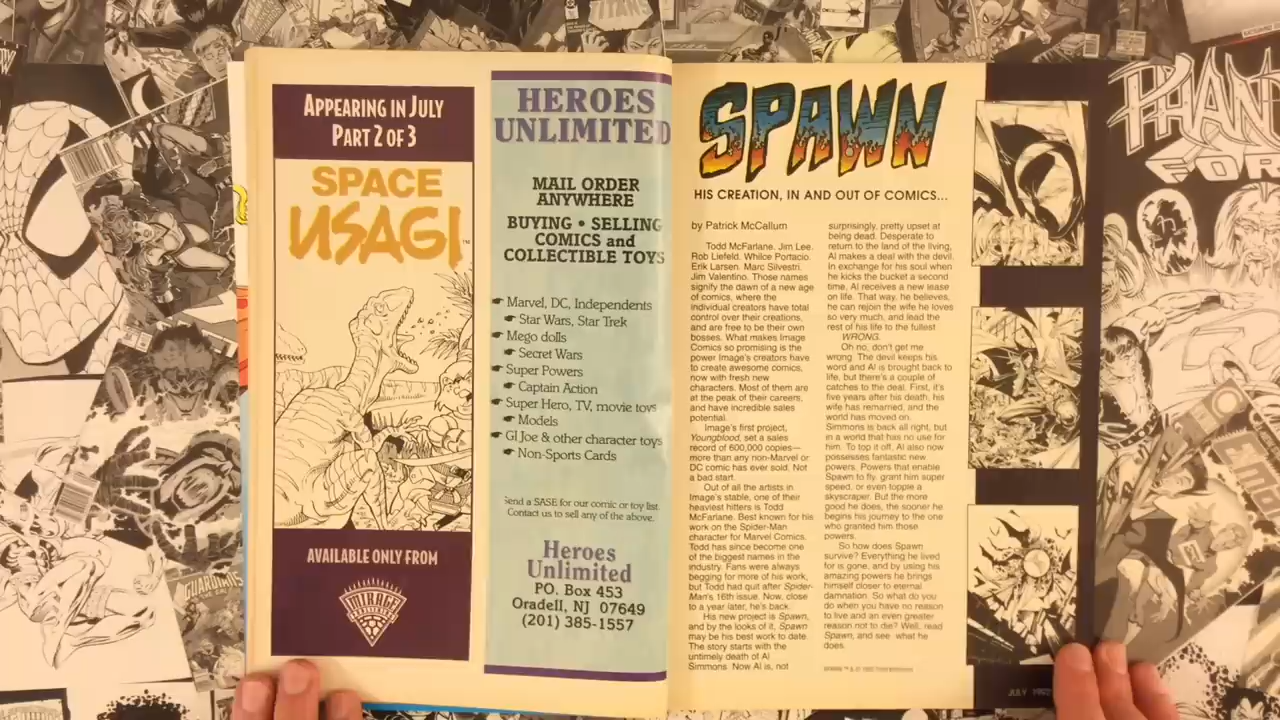 APPEARING IN JULY
PART 2 OF 3
SPACE
USAGI
TM
AVAILABLE ONLY FROM
MIRAGE
HEROES
UNLIMITED
MAIL ORDER
ANYWHERE
BUYING • SELLING
COMICS and
COLLECTIBLE TOYS
Marvel, DC, Independents
Star Wars, Star Trek
Mego dolls
Secret Wars
Super Powers
Captain Action
Super Hero, TV, movie toys
Models
GI Joe & other character toys
Non-Sports Cards
Send a SASE for our comic or toy list.
Contact us to sell any of the above.
Heroes
Unlimited
PO. Box 453
Oradell, NJ 07649
(201) 385-1557
SPAWN
HIS CREATION, IN AND OUT OF COMICS...
by Patrick McCallum
Todd McFarlane. Jim Lee.
Rob Liefeld. Whilce Portacio.
Erik Larsen. Marc Silvestri.
Jim Valentino. Those names
signify the dawn of a new age
of comics, where the
individual creators have total
control over their creations,
and are free to be their own
bosses. What makes Image
Comics so promising is the
power Image's creators have
to create awesome comics,
now with fresh new
characters. Most of them are
at the peak of their careers,
and have incredible sales
potential.
Image's first project,
Youngblood, set a sales
record of 600,000 copies—
more than any non-Marvel or
DC comic has ever sold. Not
a bad start.
Out of all the artists in
Image's stable, one of their
heaviest hitters is Todd
McFarlane. Best known for his
work on the Spider-Man
character for Marvel Comics,
Todd has since become one
of the biggest names in the
industry. Fans were always
begging for more of his work,
but Todd had quit after Spider-
Man's 16th issue. Now, close
to a year later, he's back.
His new project is Spawn,
and by the looks of it, Spawn
may be his best work to date.
The story starts with the
untimely death of Al
Simmons. Now Al is, not
surprisingly, pretty upset at
being dead. Desperate to
return to the land of the living,
Al makes a deal with the devil.
In exchange for his soul when
he kicks the bucket a second
time, Al receives a new lease
on life. That way, he believes,
he can rejoin the wife he loves
so very much, and lead the
rest of his life to the fullest
WRONG.
Oh no, don't get me
wrong. The devil keeps his
word and Al is brought back to
life, but there's a couple of
catches to the deal. First, it's
five years after his death, his
wife has remarried, and the
world has moved on.
Simmons is back all right, but
in a world that has no use for
him. To top it off, Al also now
possesses fantastic new
powers. Powers that enable
Spawn to fly, grant him super
speed, or even topple a
skyscraper. But the more
good he does, the sooner he
begins his journey to the one
who granted him those
powers.
So how does Spawn
survive? Everything he lived
for is gone, and by using his
amazing powers he brings
himself closer to eternal
damnation. So what do you
do when you have no reason
to live and an even greater
reason not to die? Well, read
Spawn, and see what he
does.
JULY 1992
GUARDIANS
TITANS